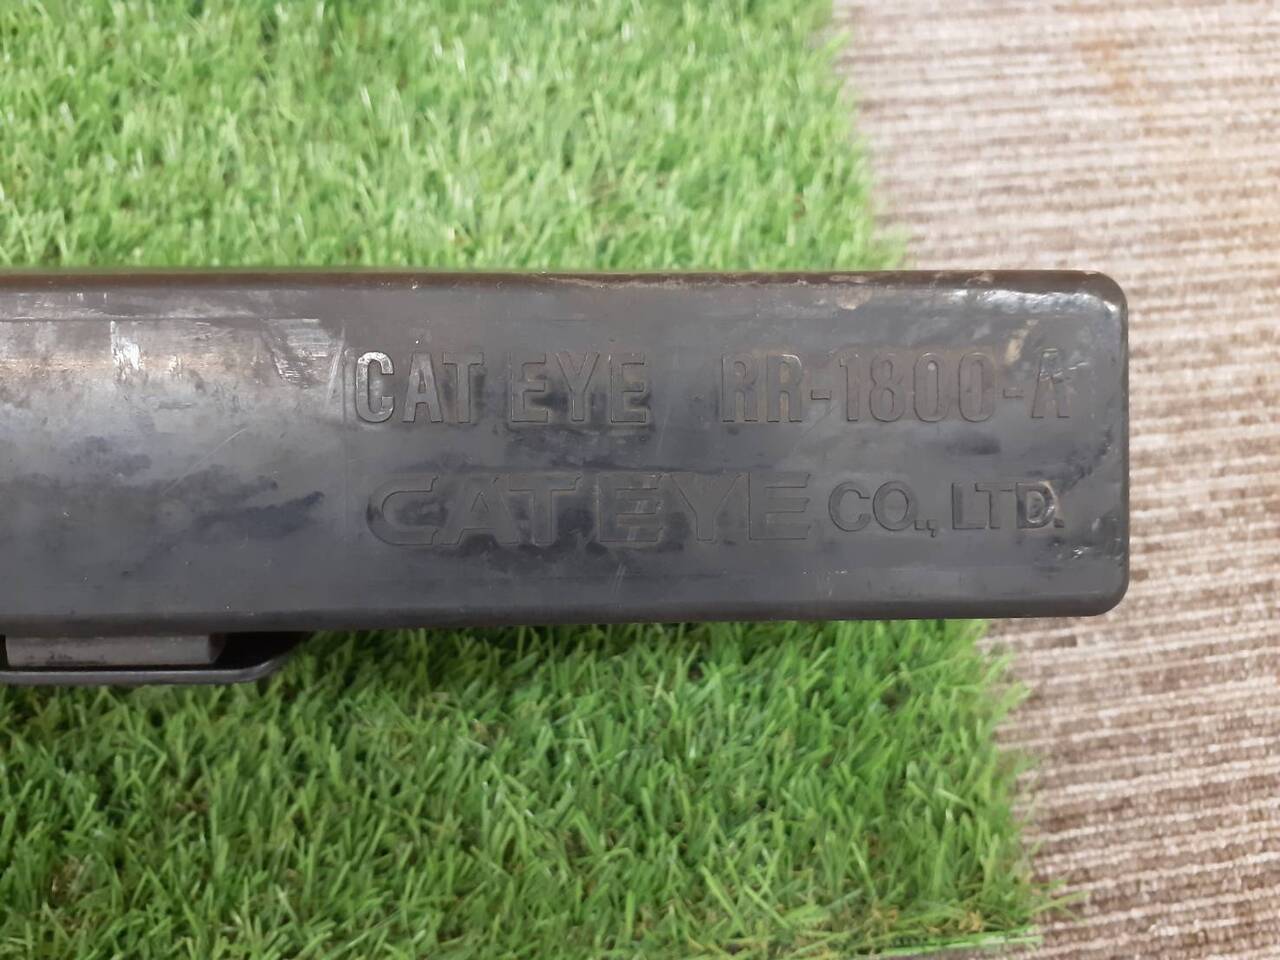 CAT EYE RR-1800-A
CATEYE CO., LTD.